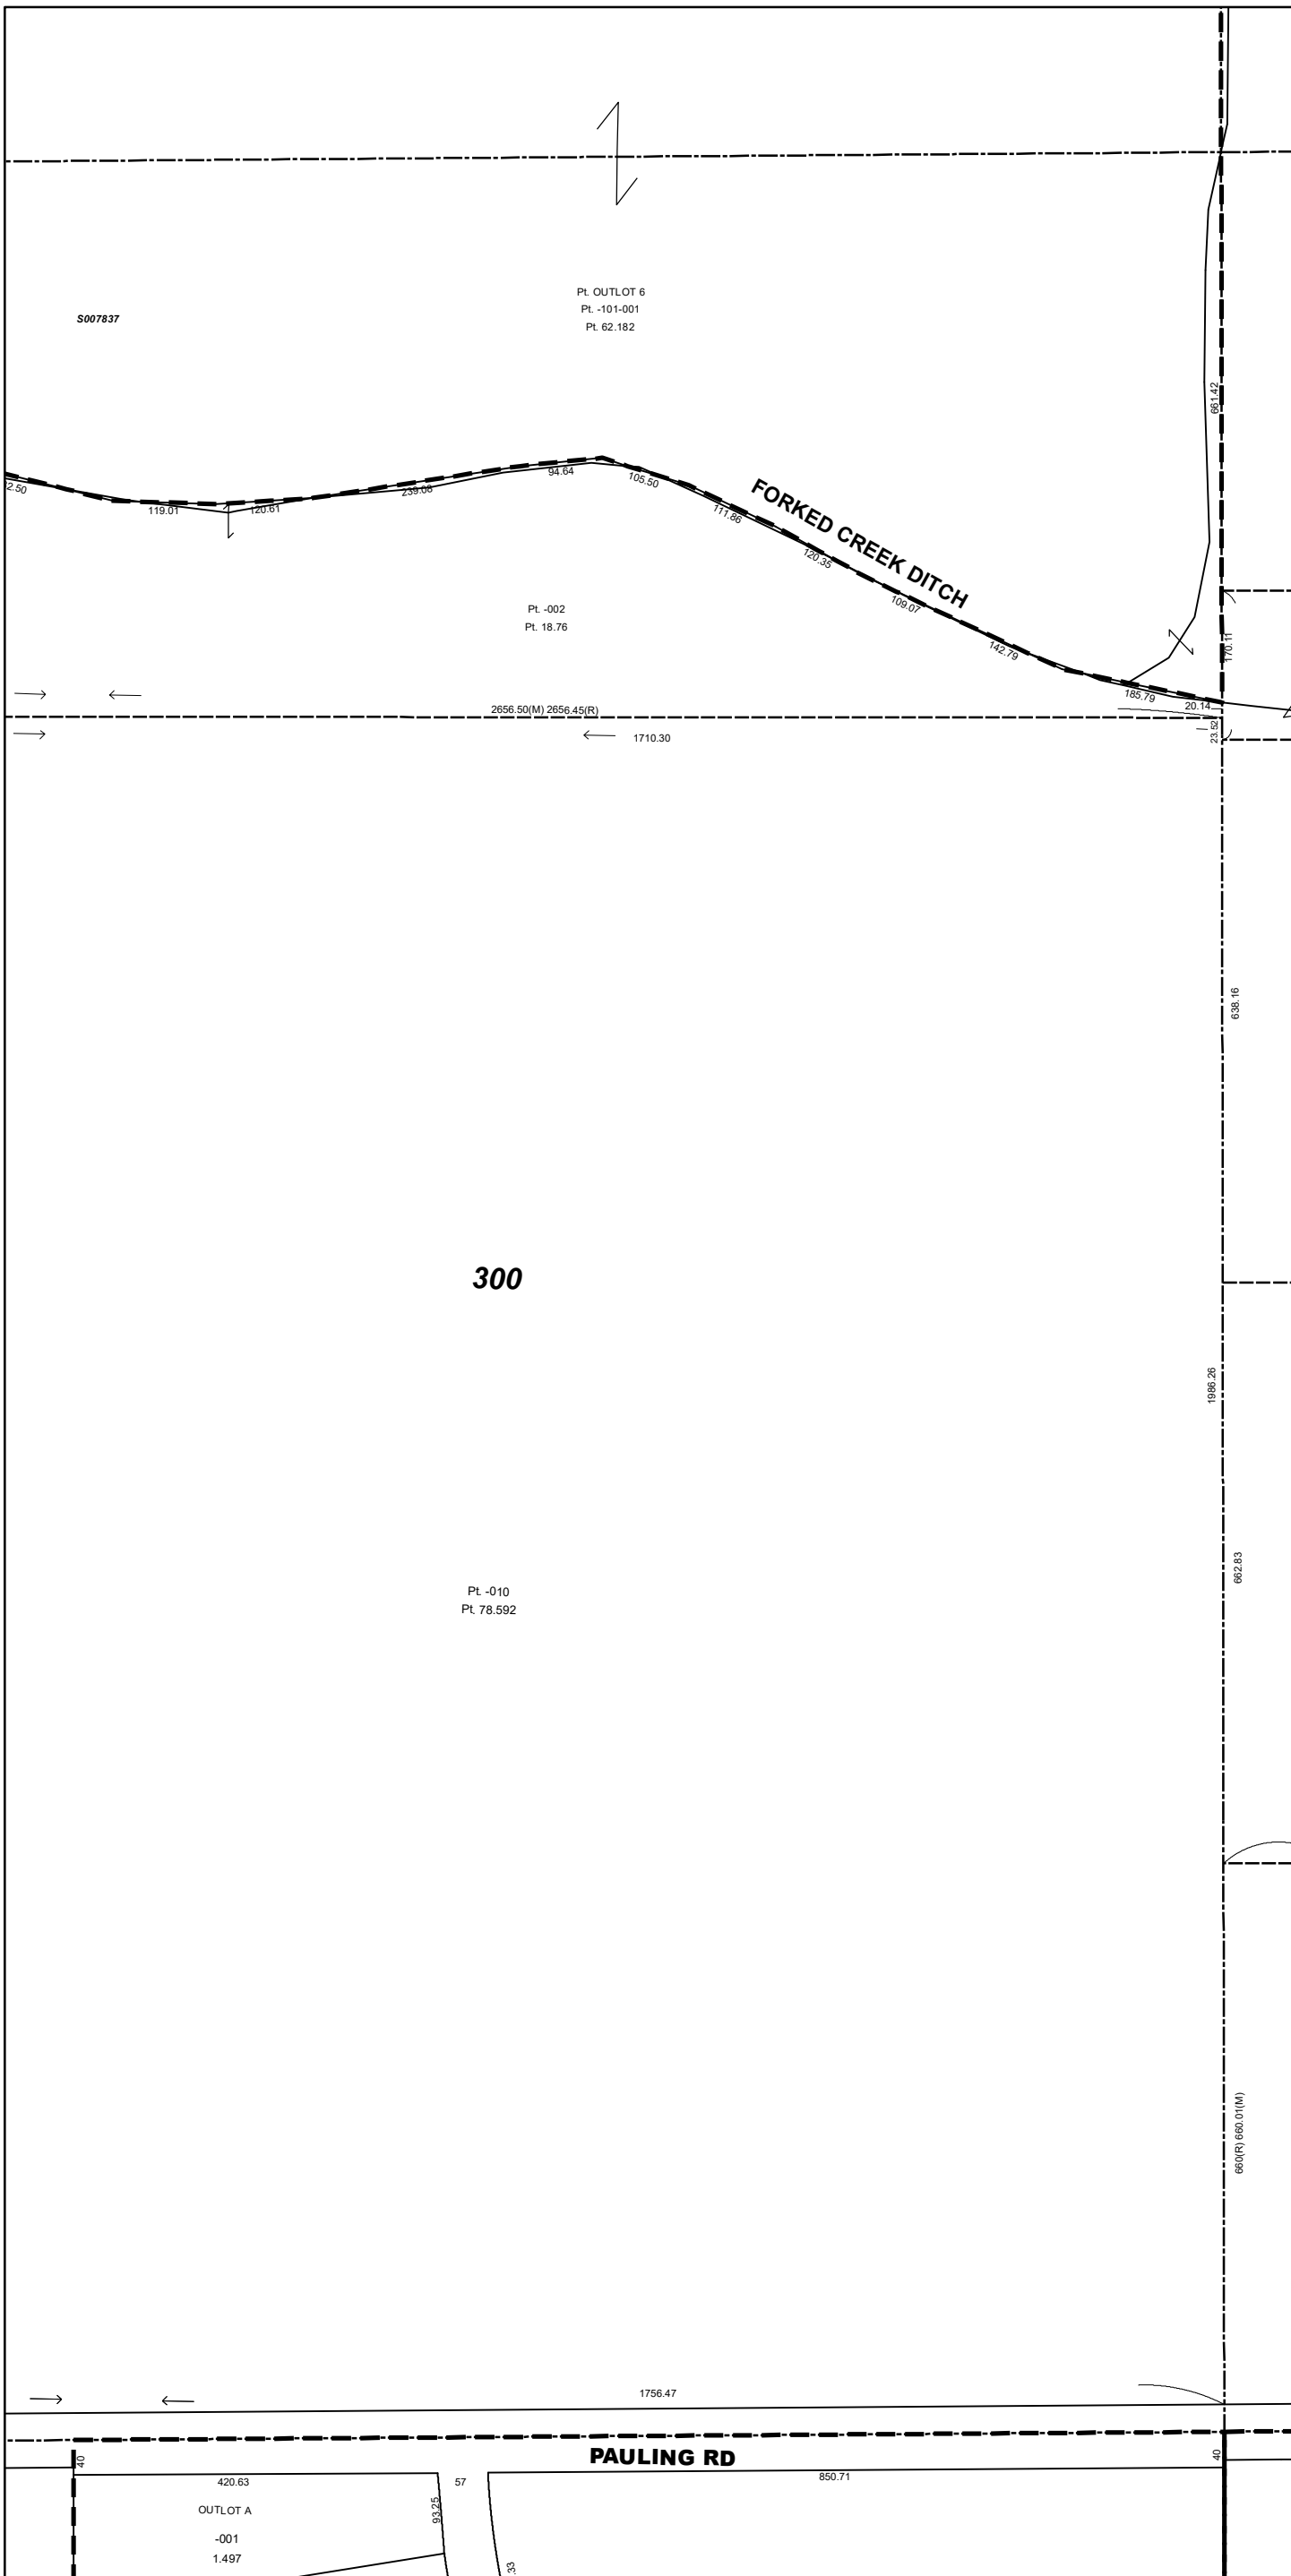 Pt. OUTLOT 6
Pt. -101-001
Pt. 62.182
S007837
661.42
94.64
105.50
239.08
2.50
119.01
120.61
111.86
FORKED CREEK DITCH
120.35
109.07
Pt. -002
Pt. 18.76
142.79
170.11
185.79
20.14
2656.50(M) 2656.45(R)
23.52
1710.30
638.16
300
1986.26
662.83
Pt. -010
Pt. 78.592
660(R) 660.01(M)
1756.47
PAULING RD
40
40
420.63
57
850.71
93.25
OUTLOT A
-001
1.497
.33